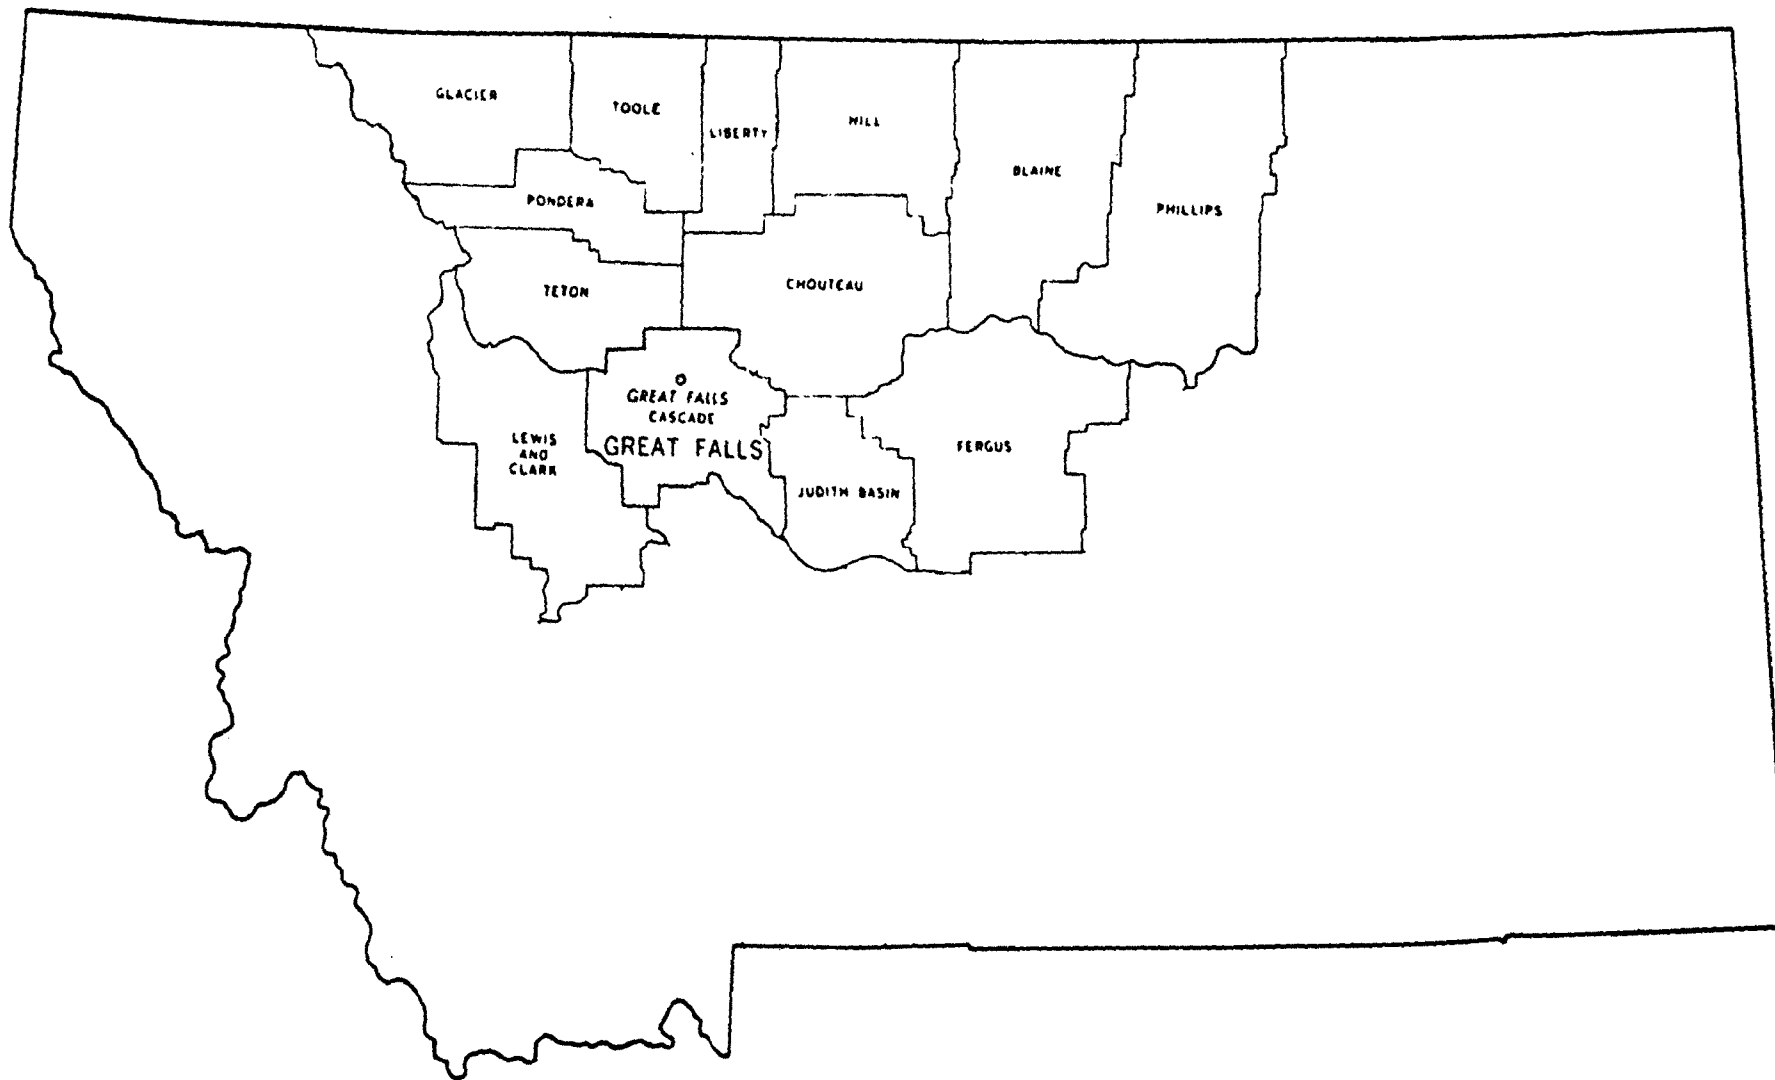 GLACIER
TOOLE
LIBERTY
HILL
BLAINE
PHILLIPS
PONDERA
TETON
CHOUTEAU
GREAT FALLS
CASCADE
GREAT FALLS
LEWIS
AND
CLARK
JUDITH BASIN
FERGUS